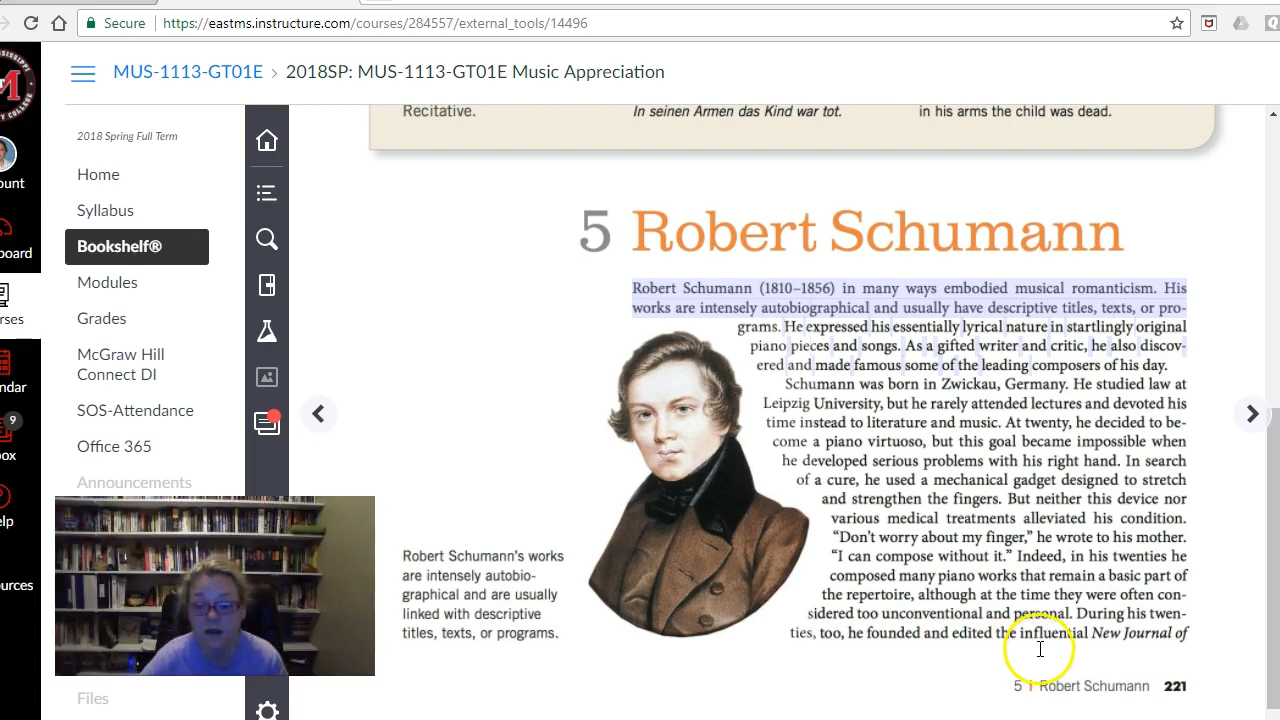 Secure
https://eastms.instructure.com/courses/284557/external_tools/14496
MUS-1113-GT01E > 2018SP: MUS-1113-GT01E Music Appreciation
2018 Spring Full Term
Home
Syllabus
Bookshelf®
Modules
Grades
McGraw Hill
Connect DI
SOS-Attendance
Office 365
Announcements
Files
9
Recitative.
In seinen Armen das Kind war tot.
in his arms the child was dead.
5 Robert Schumann
Robert Schumann (1810–1856) in many ways embodied musical romanticism. His
works are intensely autobiographical and usually have descriptive titles, texts, or pro-
grams. He expressed his essentially lyrical nature in startlingly original
piano pieces and songs. As a gifted writer and critic, he also discov-
ered and made famous some of the leading composers of his day.
Schumann was born in Zwickau, Germany. He studied law at
Leipzig University, but he rarely attended lectures and devoted his
time instead to literature and music. At twenty, he decided to be-
come a piano virtuoso, but this goal became impossible when
he developed serious problems with his right hand. In search
of a cure, he used a mechanical gadget designed to stretch
and strengthen the fingers. But neither this device nor
various medical treatments alleviated his condition.
“Don’t worry about my finger,” he wrote to his mother.
“I can compose without it.” Indeed, in his twenties he
composed many piano works that remain a basic part of
the repertoire, although at the time they were often con-
sidered too unconventional and personal. During his twen-
ties, too, he founded and edited the influential New Journal of
Robert Schumann’s works
are intensely autobio-
graphical and are usually
linked with descriptive
titles, texts, or programs.
5 | Robert Schumann 221